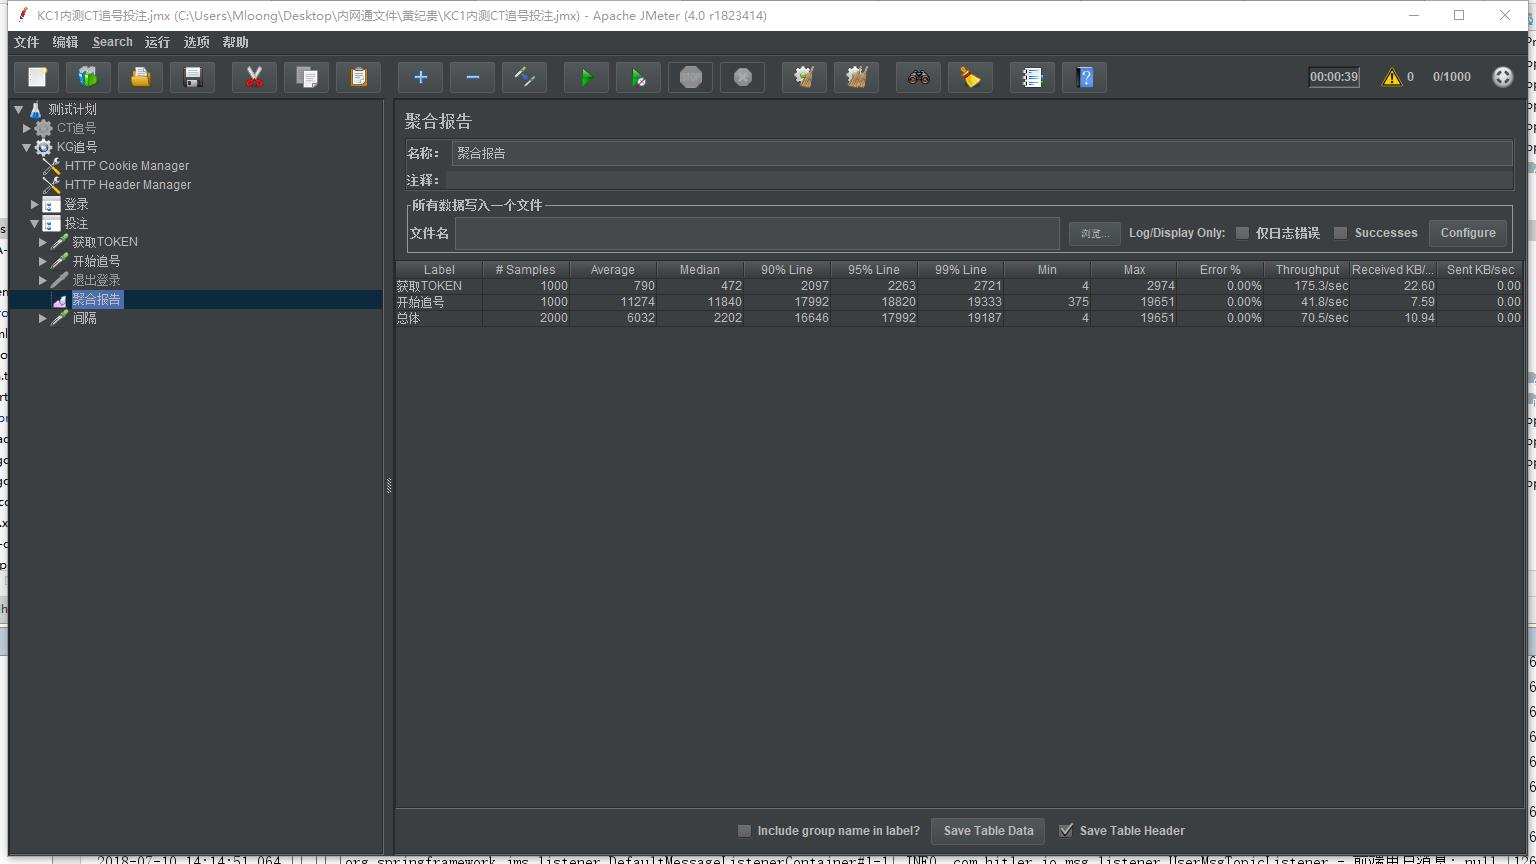 KC1内测CT追号投注.jmx (C:\Users\Mloong\Desktop\内网通文件\黄纪贵\KC1内测CT追号投注.jmx) - Apache JMeter (4.0 r1823414)
文件 编辑 Search 运行 选项 帮助
00:00:39 0 0/1000
测试计划
CT追号
KG追号
HTTP Cookie Manager
HTTP Header Manager
登录
投注
获取TOKEN
开始追号
退出登录
聚合报告
间隔
聚合报告
名称: 聚合报告
注释:
所有数据写入一个文件
文件名 浏览... Log/Display Only: 仅日志错误 Successes Configure
Label # Samples Average Median 90% Line 95% Line 99% Line Min Max Error % Throughput Received KB/... Sent KB/sec
获取TOKEN 1000 790 472 2097 2263 2721 4 2974 0.00% 175.3/sec 22.60 0.00
开始追号 1000 11274 11840 17992 18820 19333 375 19651 0.00% 41.8/sec 7.59 0.00
总体 2000 6032 2202 16646 17992 19187 4 19651 0.00% 70.5/sec 10.94 0.00
Include group name in label? Save Table Data Save Table Header
2018-07-10 14:14:51.064 [org.springframework.jms.listener.DefaultMessageListenerContainer#1-1] INFO com.hitler.io.msg.listener.UserMsgTopicListener - 前端用户消息: null